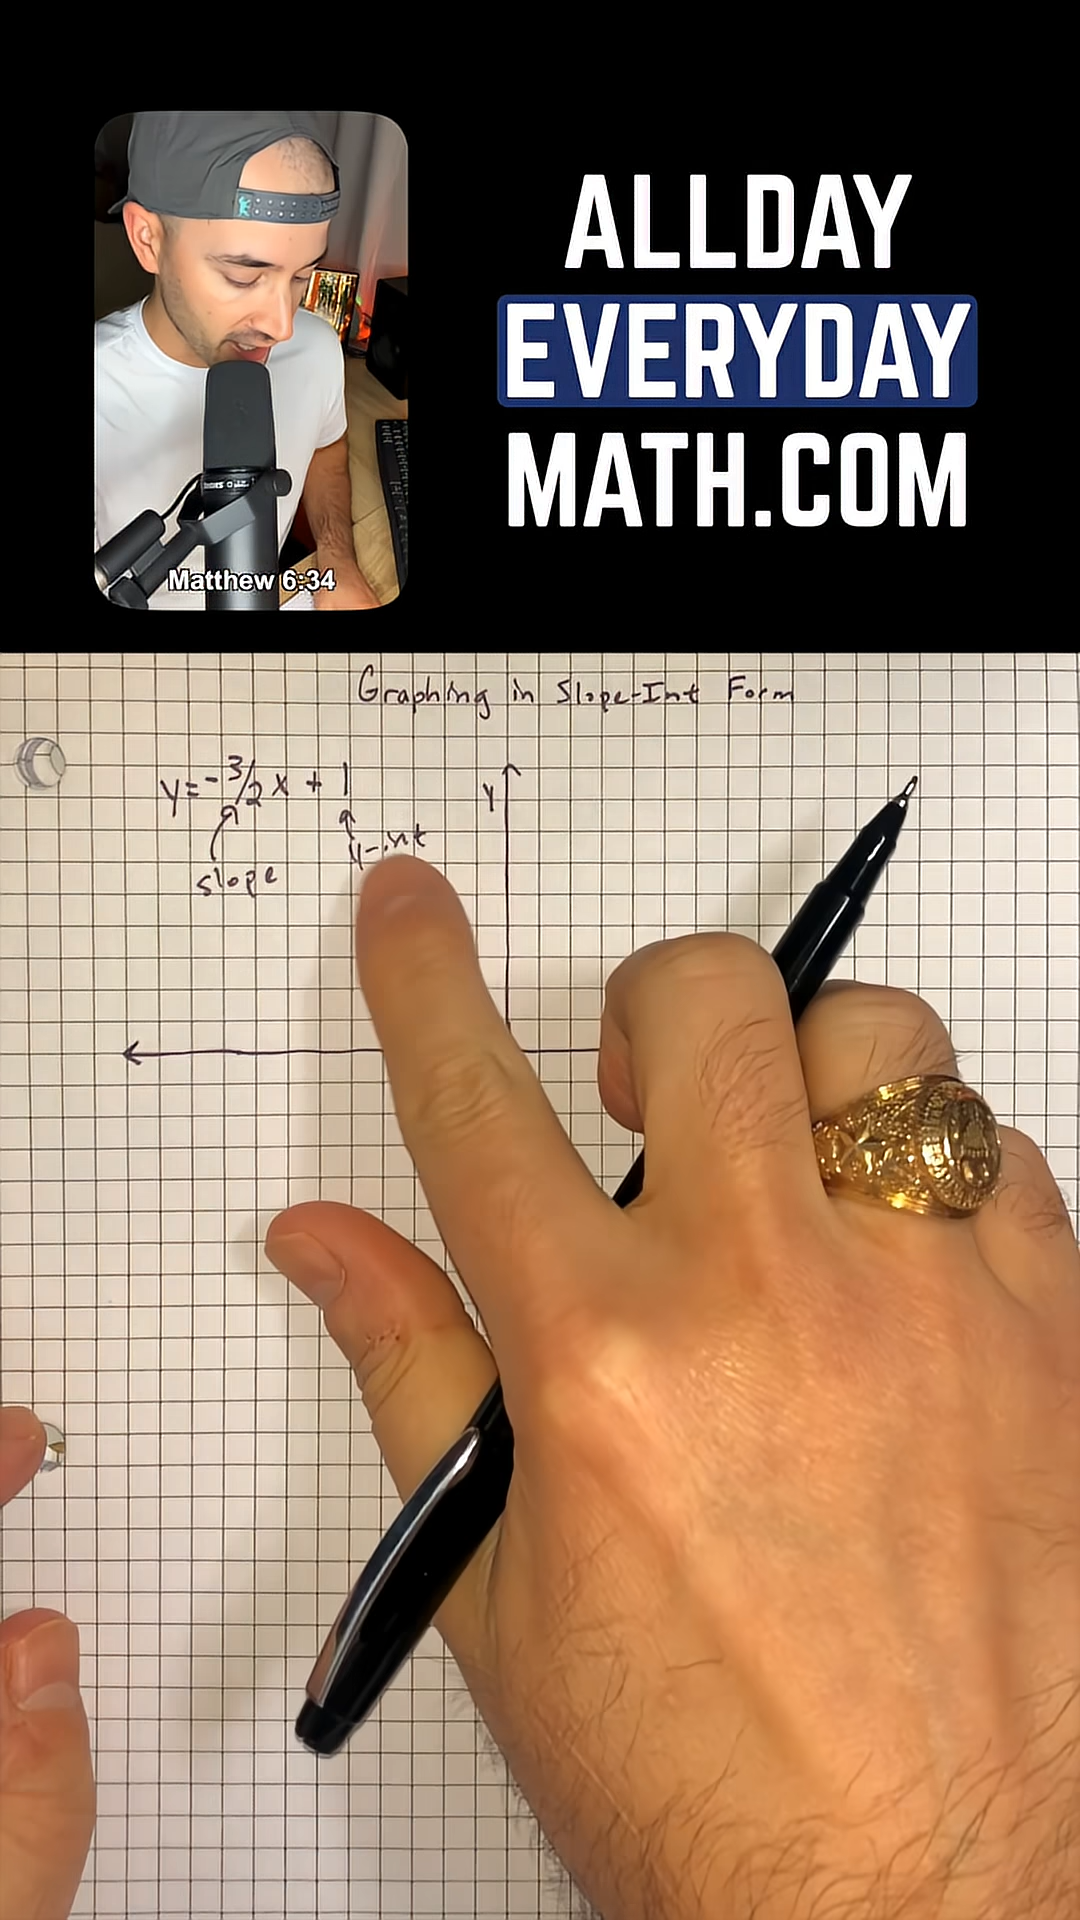 ALLDAY
EVERYDAY
MATH.COM
Matthew 6:34
Graphing in Slope-Int Form
y=-3/2x + 1
y
y-int
slope